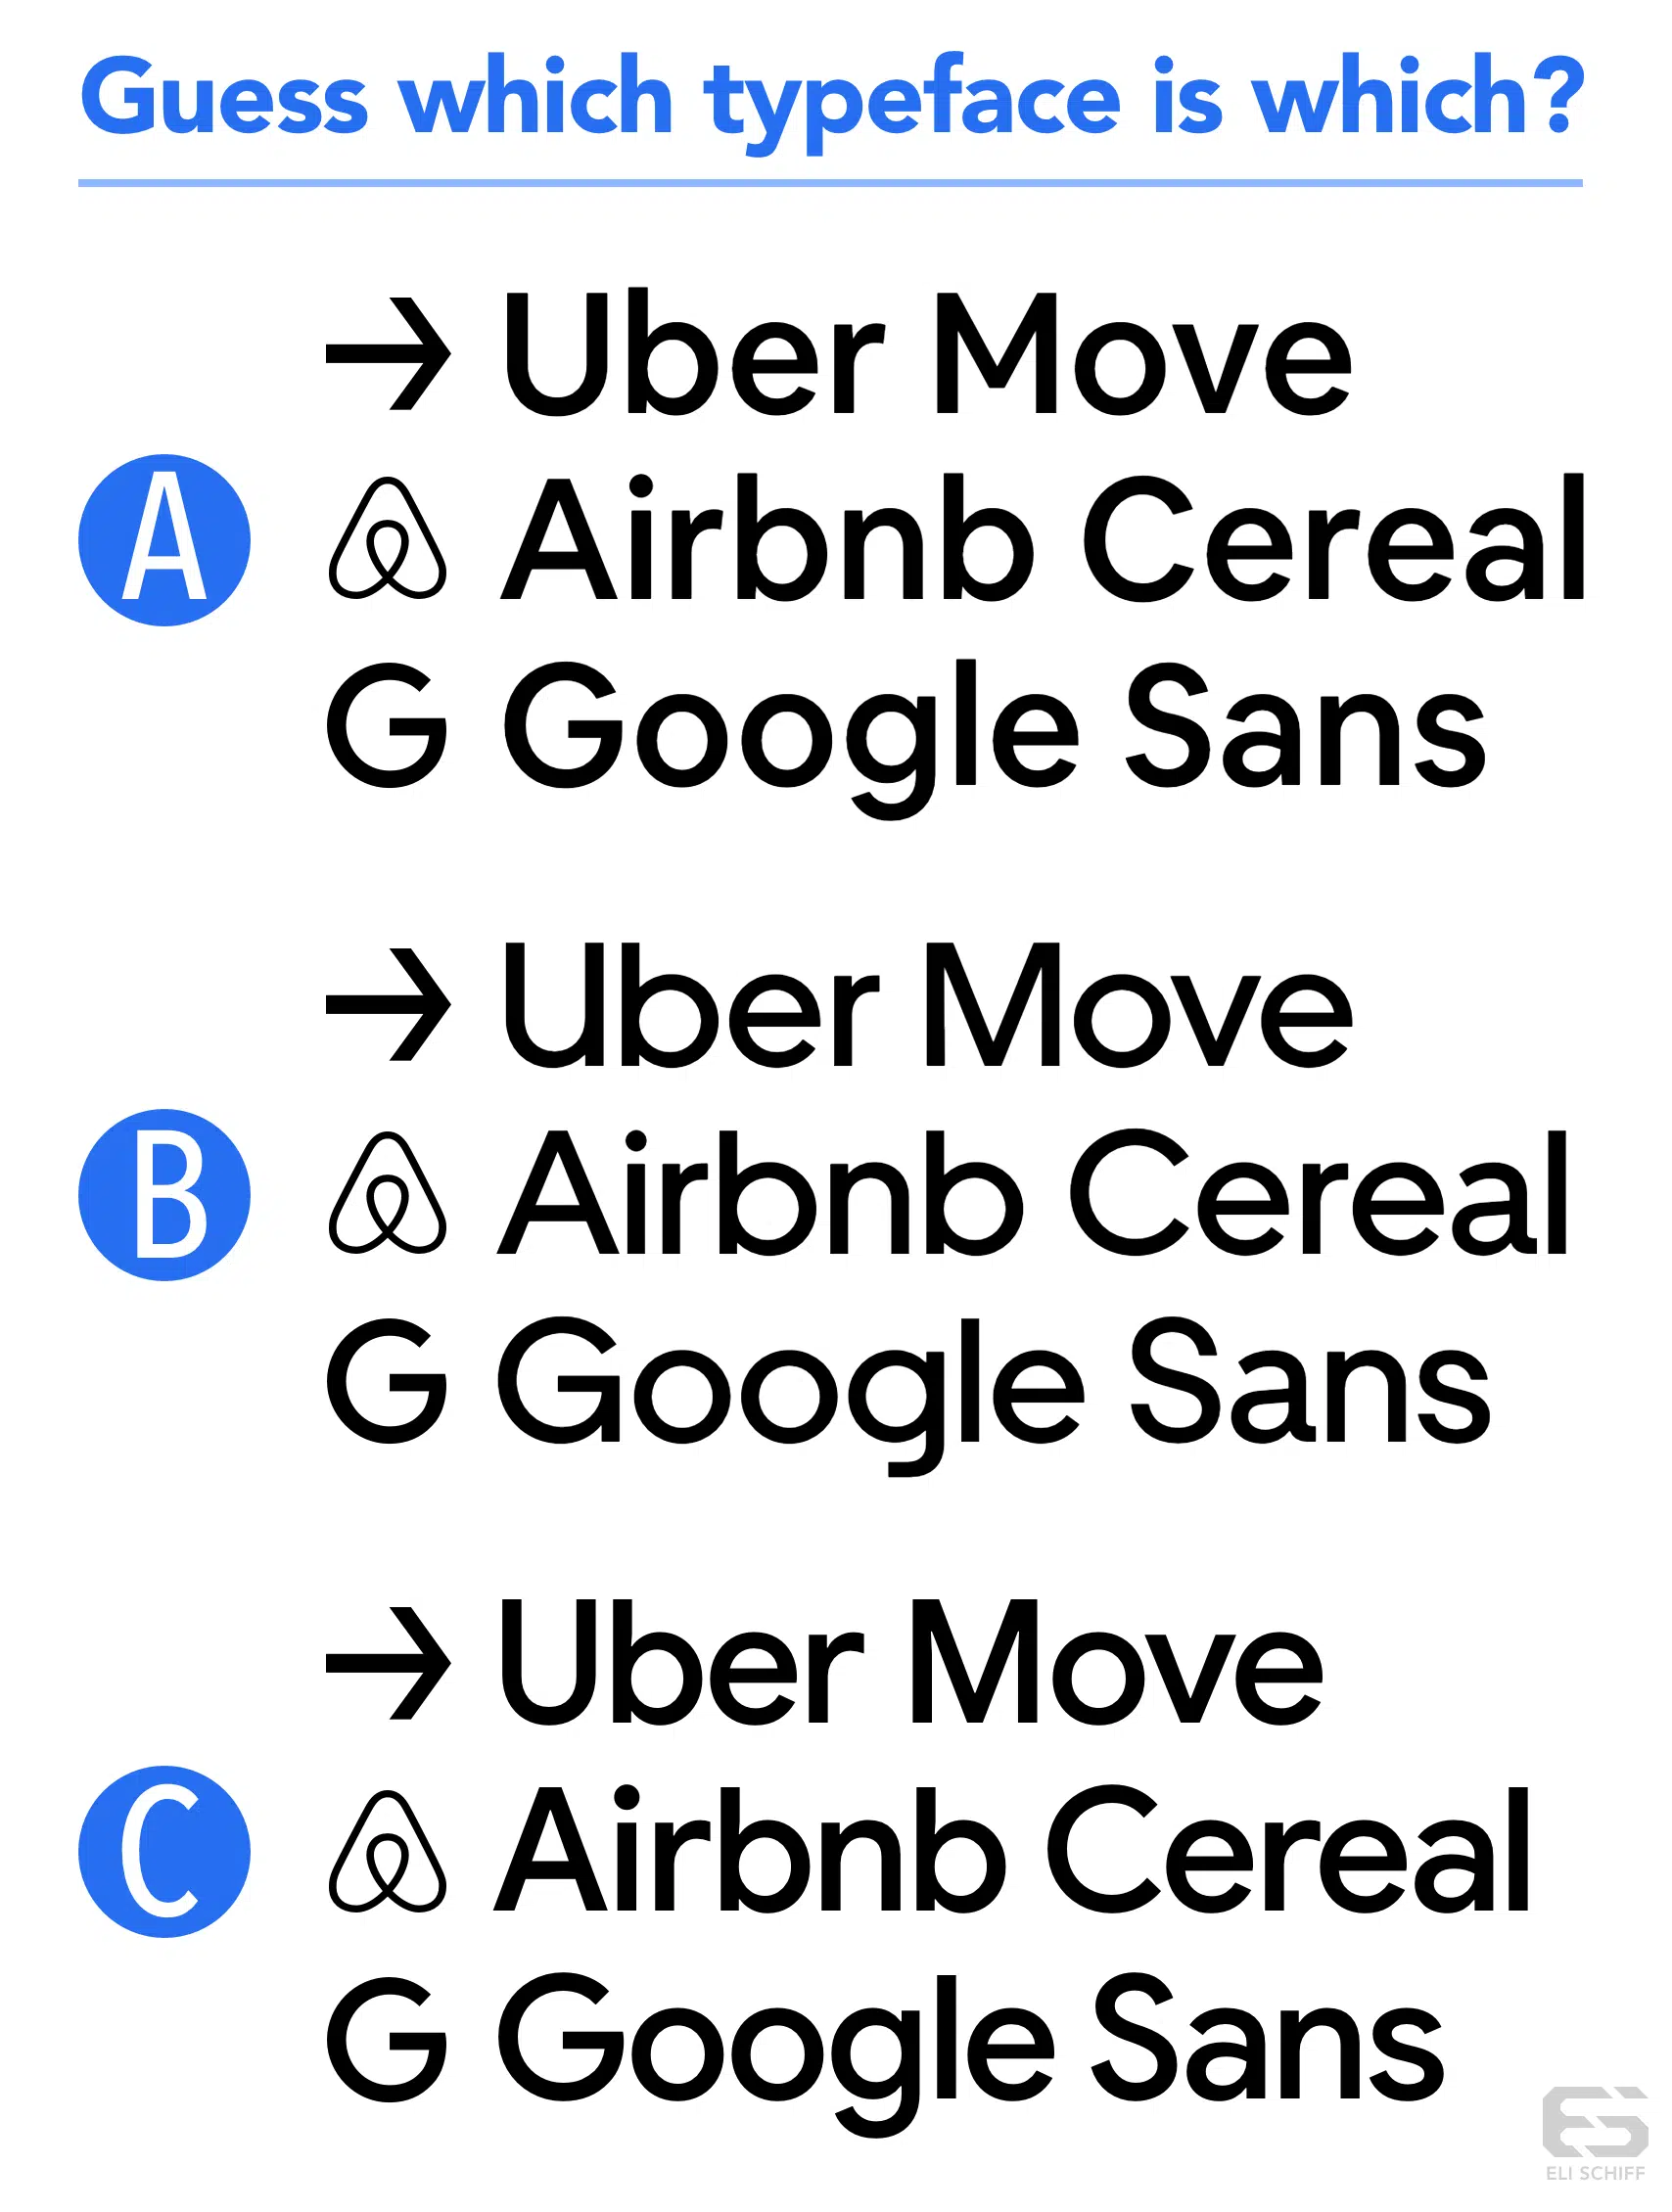 Guess which typeface is which?
→ Uber Move
A
Airbnb Cereal
G Google Sans
→ Uber Move
B
Airbnb Cereal
G Google Sans
→ Uber Move
C
Airbnb Cereal
G Google Sans
ES
ELI SCHIFF